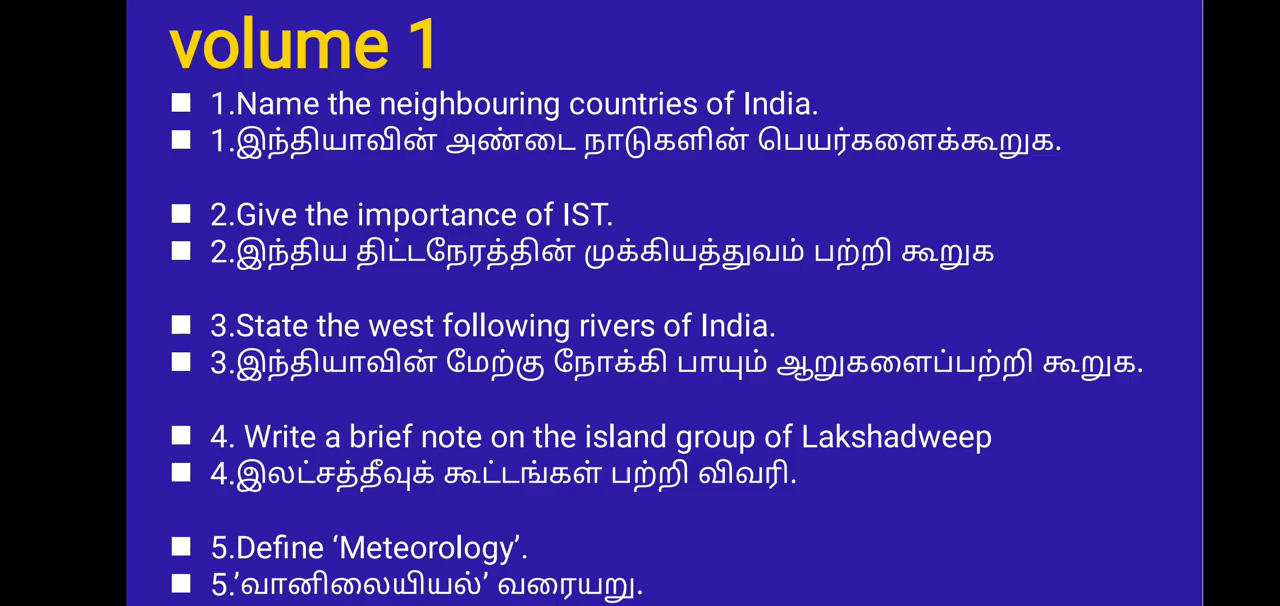 volume 1
1.Name the neighbouring countries of India.
1.இந்தியாவின் அண்டை நாடுகளின் பெயர்களைக்கூறுக.
2.Give the importance of IST.
2.இந்திய திட்டநேரத்தின் முக்கியத்துவம் பற்றி கூறுக
3.State the west following rivers of India.
3.இந்தியாவின் மேற்கு நோக்கி பாயும் ஆறுகளைப்பற்றி கூறுக.
4. Write a brief note on the island group of Lakshadweep
4.இலட்சத்தீவுக் கூட்டங்கள் பற்றி விவரி.
5.Define ‘Meteorology’.
5.’வானிலையியல்’ வரையறு.